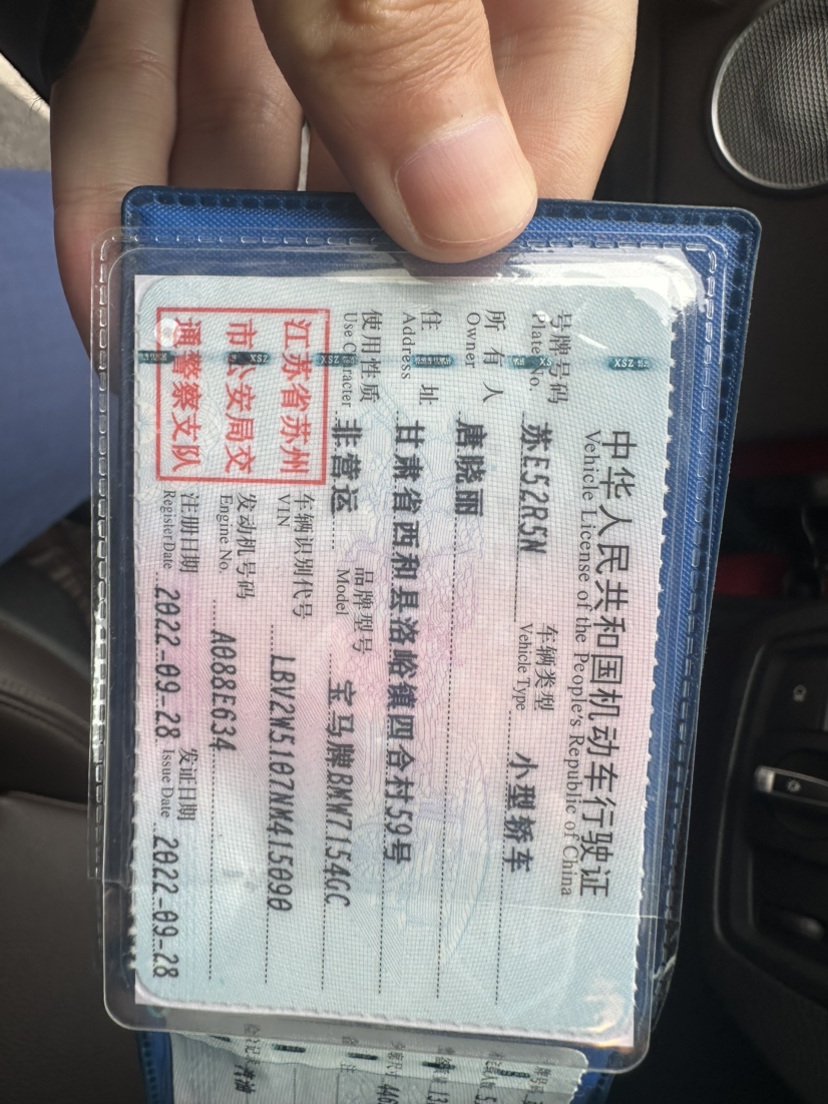 中华人民共和国机动车行驶证
Vehicle License of the People's Republic of China
号牌号码 苏E52R5N 车辆类型 小型轿车
Plate No. Vehicle Type
所有人 唐晓丽
Owner
住址 甘肃省西和县洛峪镇四合村59号
Address
使用性质 非营运 品牌型号 宝马牌BMW7154GC
Use Character Model
江苏省苏州
市公安局交
通警察支队
车辆识别代号 LBV2W5107NM415090
VIN
发动机号码 A088E634
Engine No.
注册日期 2022-09-28 发证日期 2022-09-28
Register Date Issue Date